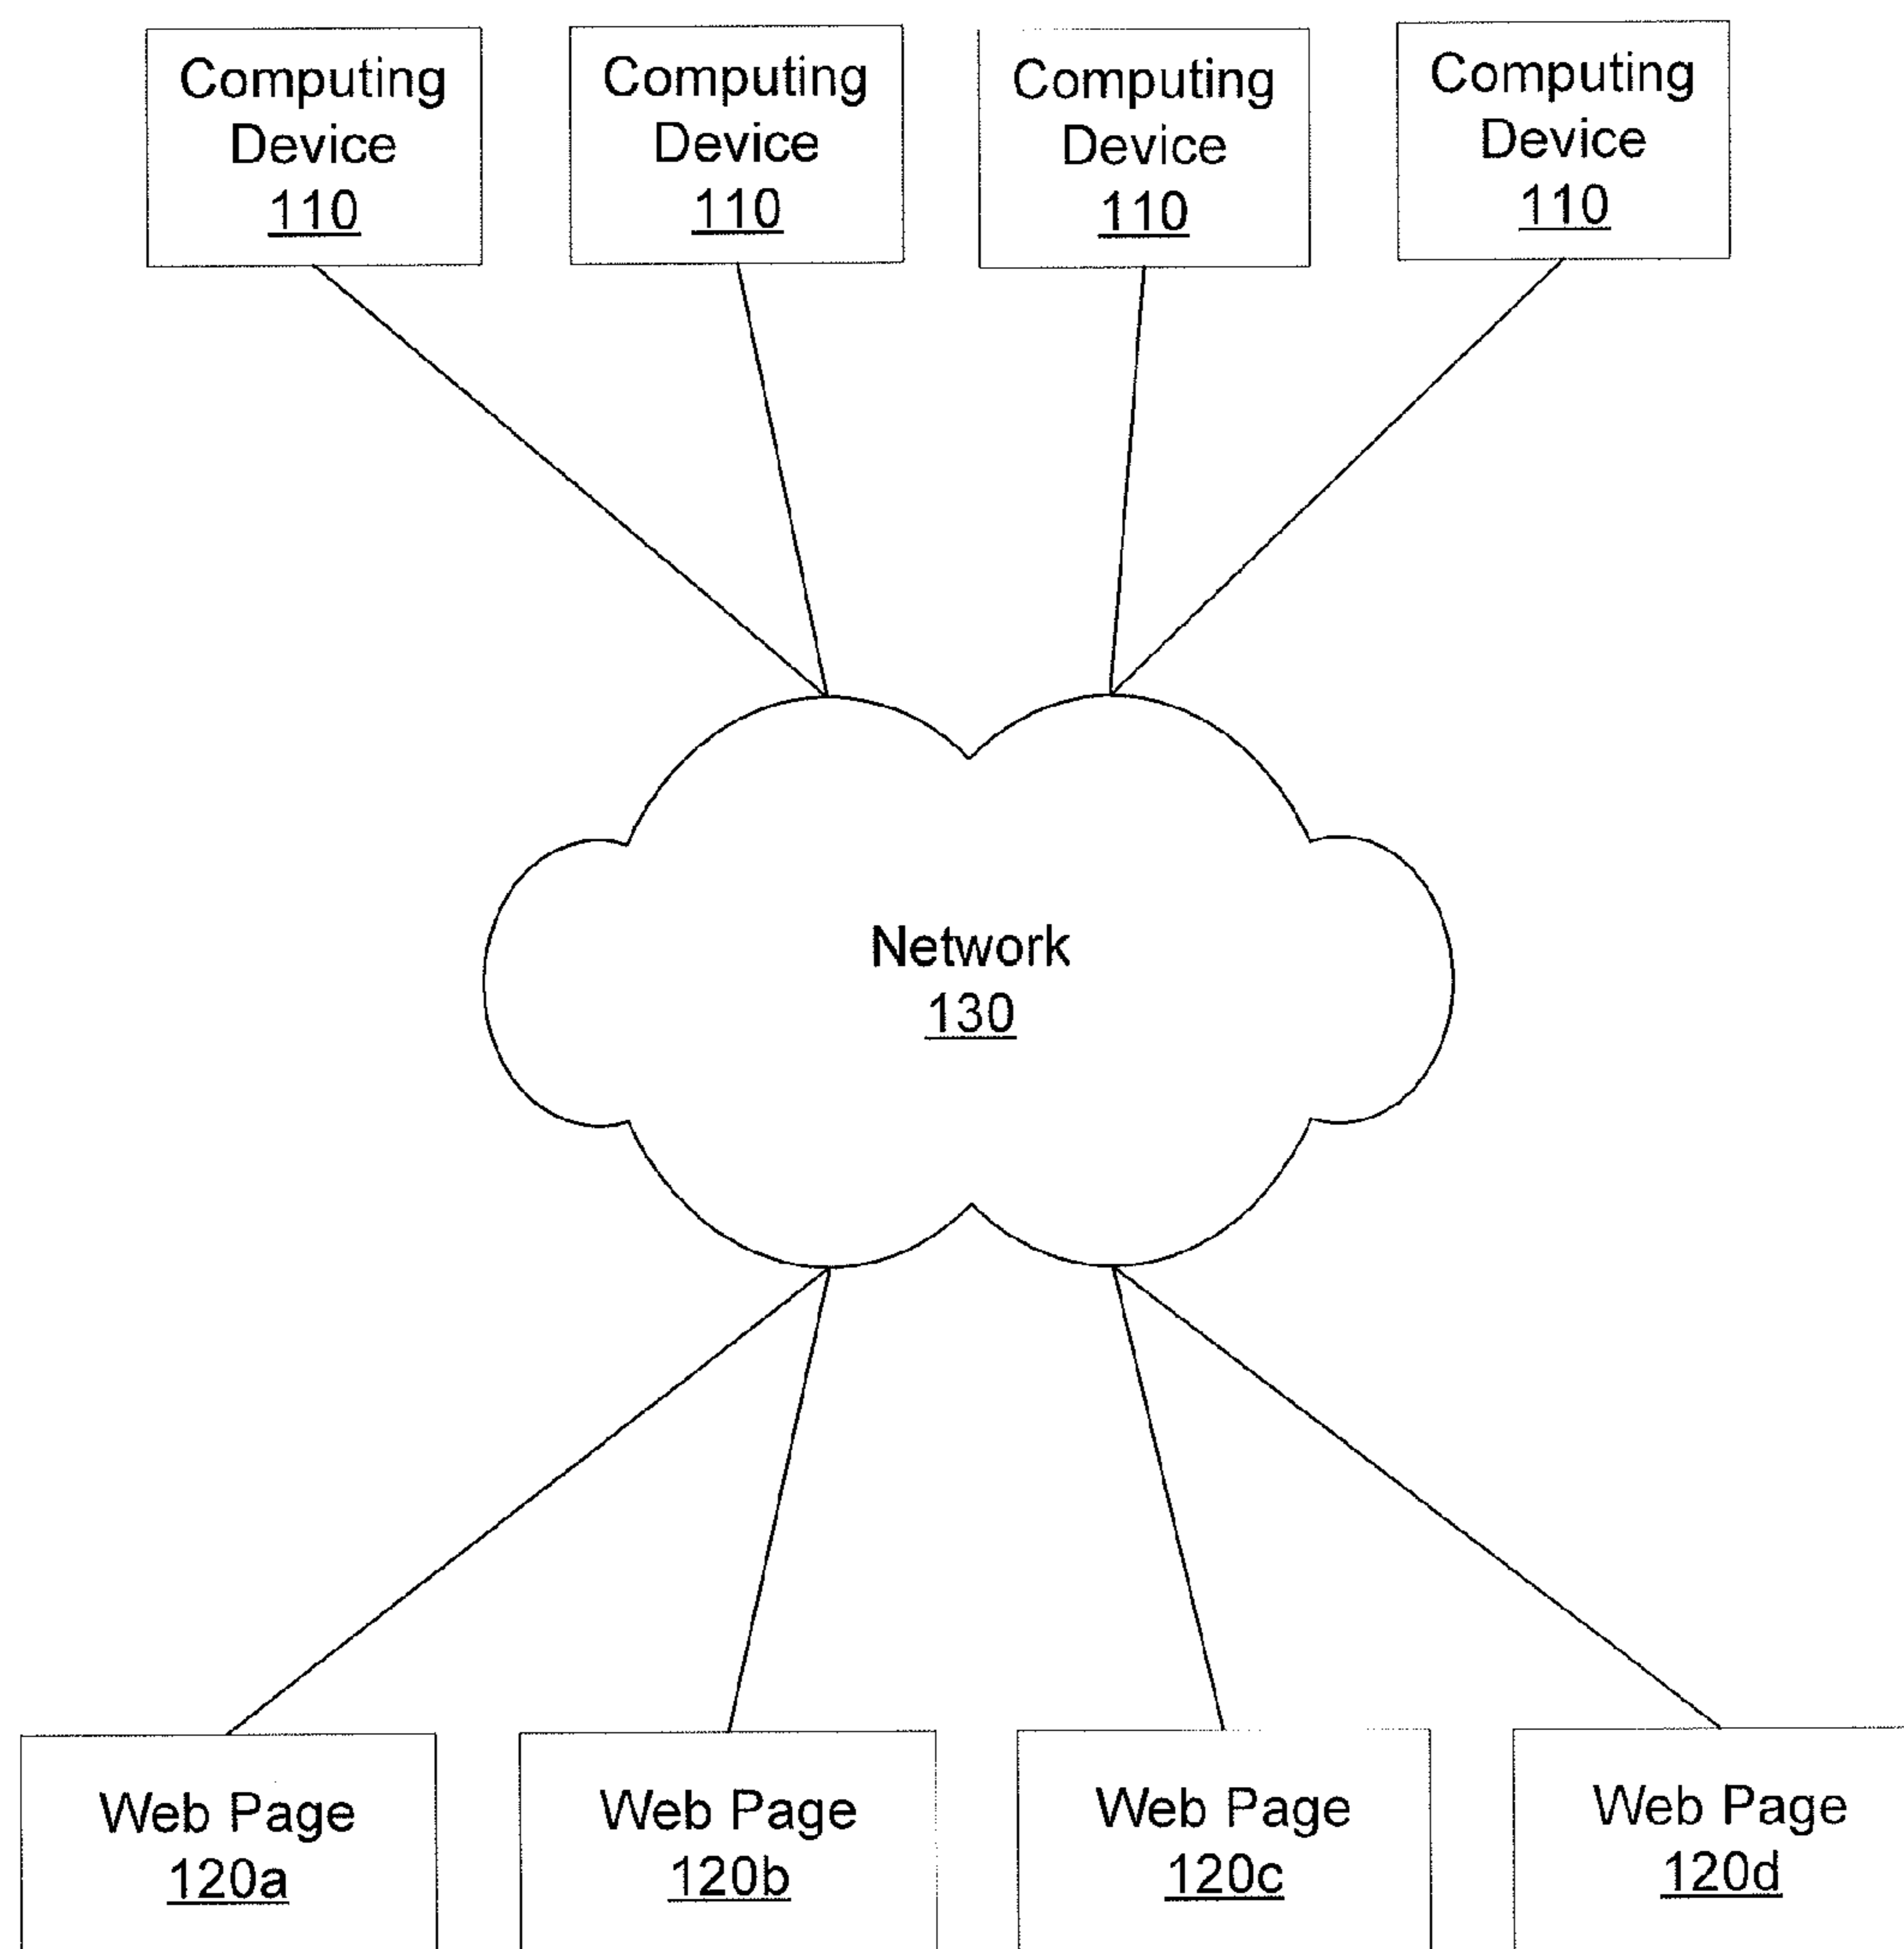 Computing
Device
110
Computing
Device
110
Computing
Device
110
Computing
Device
110
Network
130
Web Page
120a
Web Page
120b
Web Page
120c
Web Page
120d